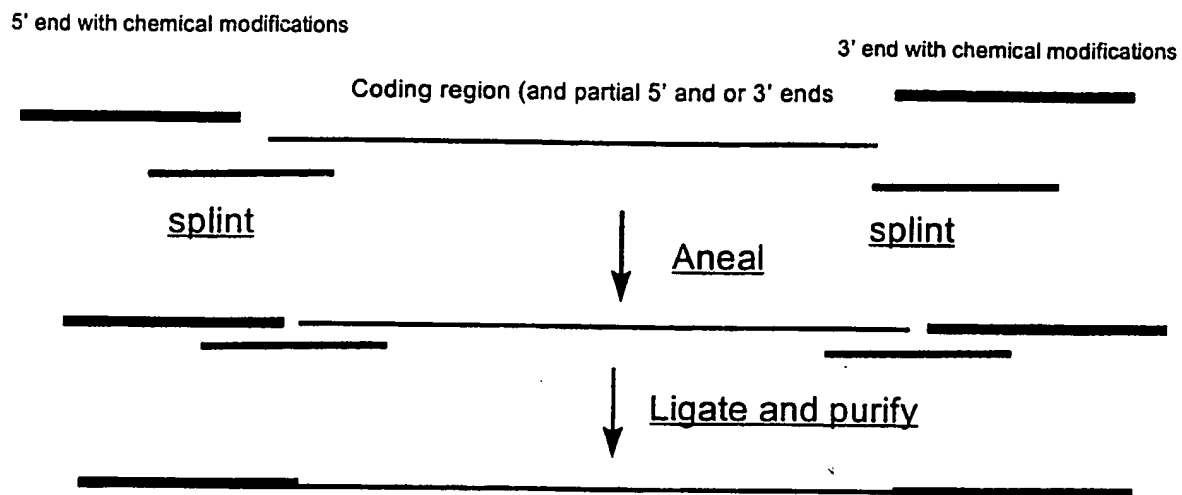 5' end with chemical modifications
3' end with chemical modifications
Coding region (and partial 5' and or 3' ends
splint
splint
Aneal
Ligate and purify